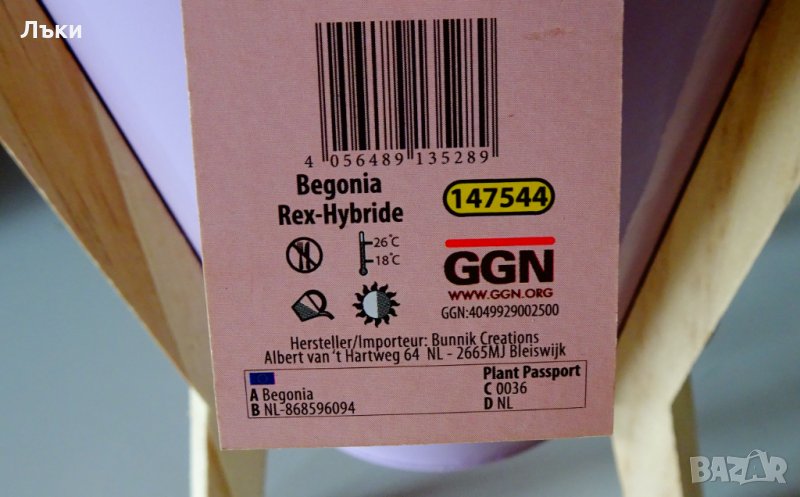 Лъки
4 056489 135289
Begonia
Rex-Hybride
147544
26°C
18°C
GGN
WWW.GGN.ORG
GGN:4049929002500
Hersteller/Importeur: Bunnik Creations
Albert van 't Hartweg 64 NL - 2665MJ Bleiswijk
Plant Passport
A Begonia
C 0036
B NL-868596094
D NL
BAZAR